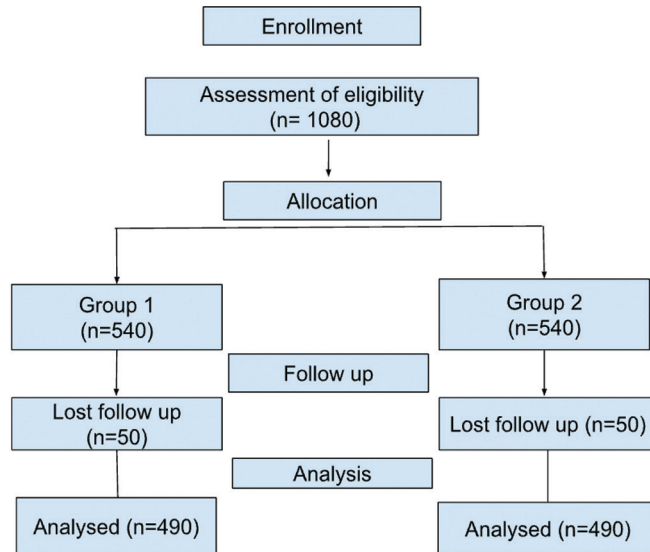 Enrollment
Assessment of eligibility
(n= 1080)
Allocation
Group 1
(n=540)
Group 2
(n=540)
Follow up
Lost follow up
(n=50)
Lost follow up (n=50)
Analysis
Analysed (n=490)
Analysed (n=490)